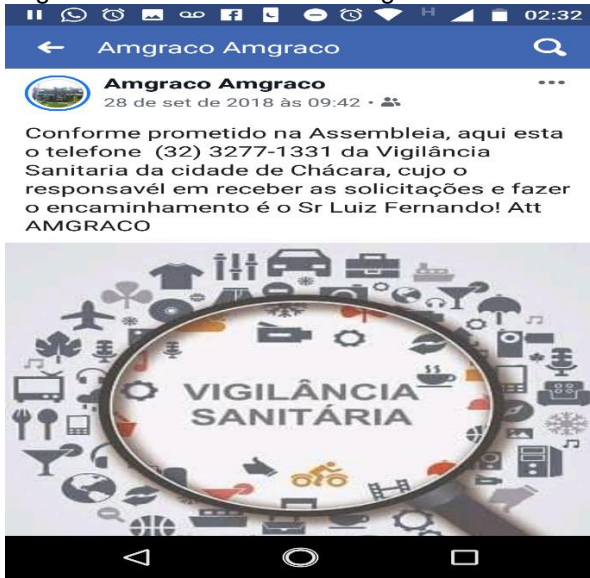 02:32
Amgraco Amgraco
Amgraco Amgraco
28 de set de 2018 às 09:42 •
Conforme prometido na Assembleia, aqui esta
o telefone (32) 3277-1331 da Vigilância
Sanitaria da cidade de Chácara, cujo o
responsavél em receber as solicitações e fazer
o encaminhamento é o Sr Luiz Fernando! Att
AMGRACO
VIGILÂNCIA
SANITÁRIA